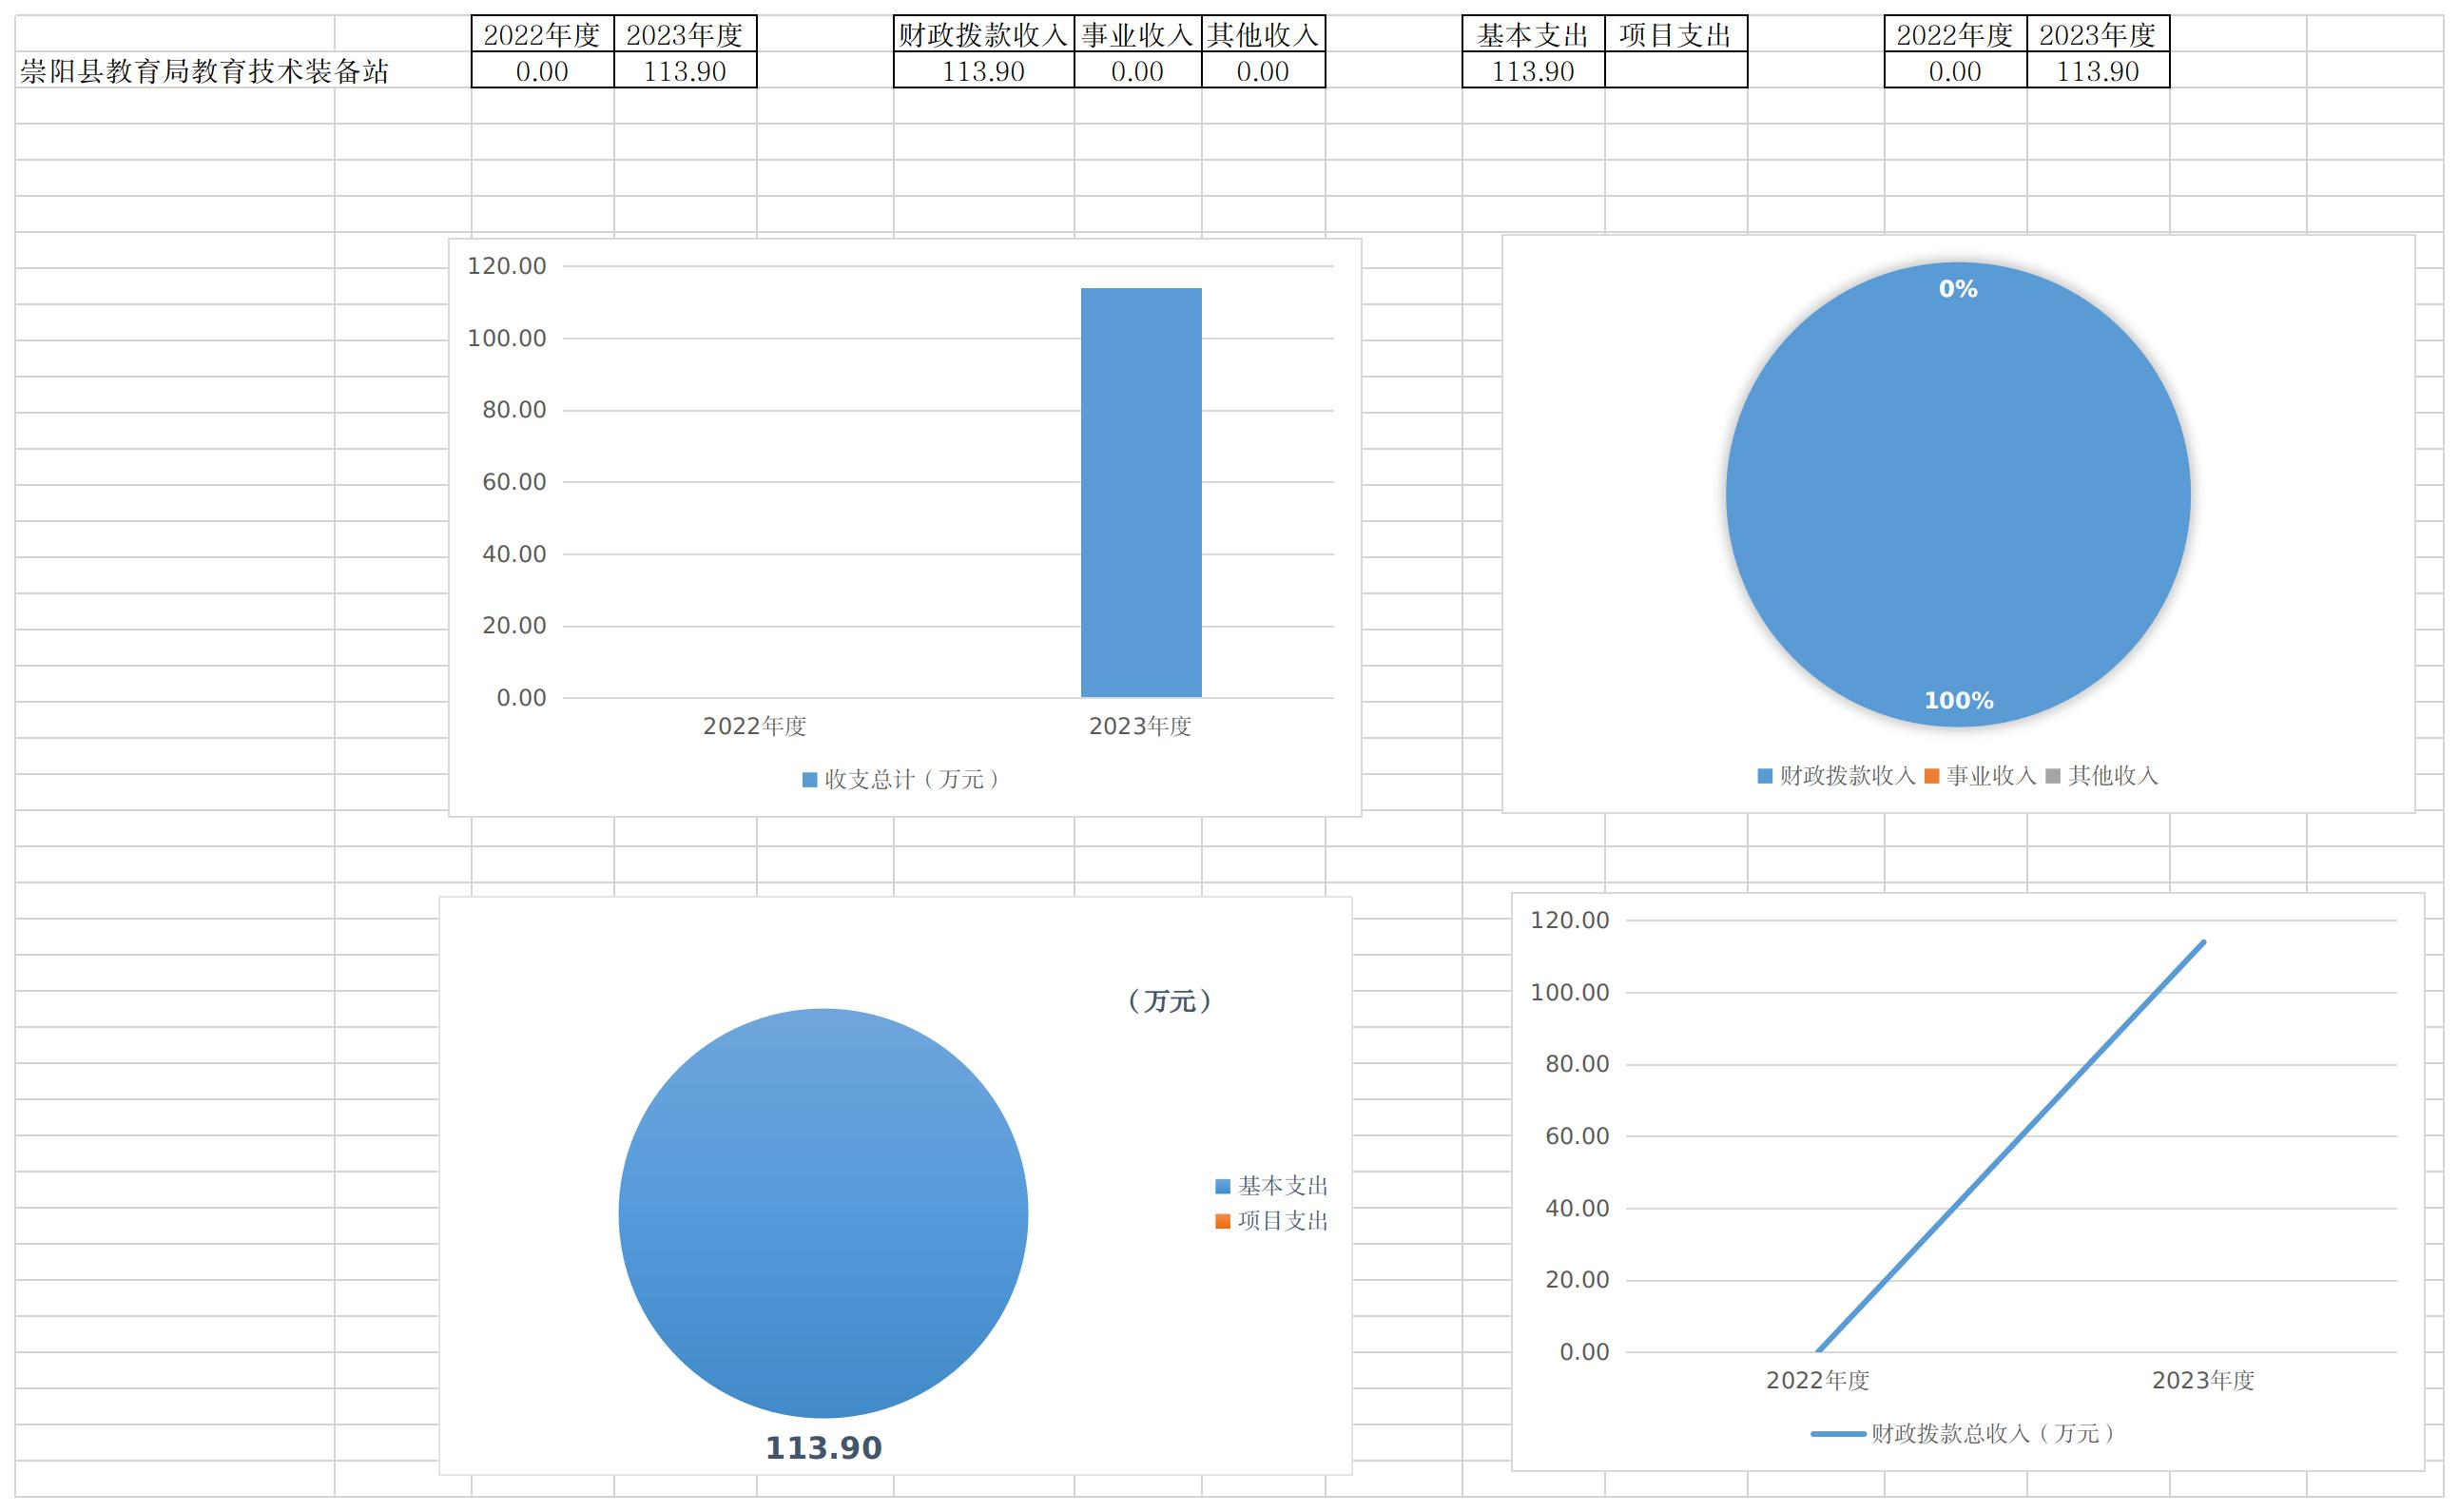 2022年度 2023年度 财政拨款收入 事业收入 其他收入 基本支出 项目支出 2022年度 2023年度
崇阳县教育局教育技术装备站 0.00 113.90 113.90 0.00 0.00 113.90 0.00 113.90
120.00
100.00
80.00
60.00
40.00
20.00
0.00
2022年度 2023年度
收支总计（万元）
0%
100%
财政拨款收入 事业收入 其他收入
（万元）
基本支出
项目支出
113.90
120.00
100.00
80.00
60.00
40.00
20.00
0.00
2022年度 2023年度
财政拨款总收入（万元）